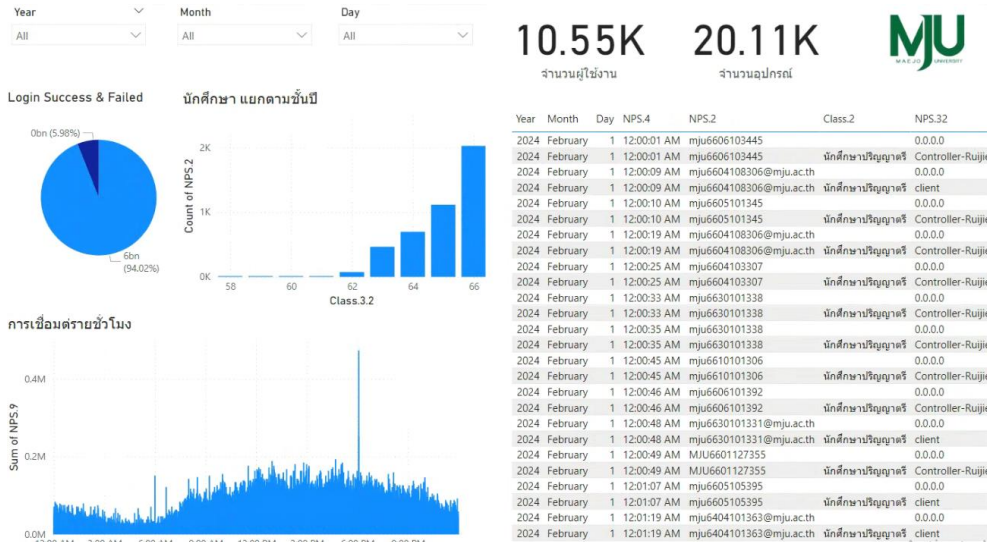 Year Month Day
All All All
10.55K 20.11K
จำนวนผู้ใช้งาน จำนวนอุปกรณ์
MJU
MAEJO UNIVERSITY
Login Success & Failed
0bn (5.98%)
6bn
(94.02%)
นักศึกษา แยกตามชั้นปี
Count of NPS.2
2K
1K
0K
58 60 62 64 66
Class.3.2
การเชื่อมต่รายชั่วโมง
Sum of NPS.9
0.4M
0.2M
0.0M
Year Month Day NPS.4 NPS.2 Class.2 NPS.32
2024 February 1 12:00:01 AM mju6606103445 0.0.0.0
2024 February 1 12:00:01 AM mju6606103445 นักศึกษาปริญญาตรี Controller-Ruijie
2024 February 1 12:00:09 AM mju6604108306@mju.ac.th 0.0.0.0
2024 February 1 12:00:09 AM mju6604108306@mju.ac.th นักศึกษาปริญญาตรี client
2024 February 1 12:00:10 AM mju6605101345 0.0.0.0
2024 February 1 12:00:10 AM mju6605101345 นักศึกษาปริญญาตรี Controller-Ruijie
2024 February 1 12:00:19 AM mju6604108306@mju.ac.th 0.0.0.0
2024 February 1 12:00:19 AM mju6604108306@mju.ac.th นักศึกษาปริญญาตรี Controller-Ruijie
2024 February 1 12:00:25 AM mju6604103307 0.0.0.0
2024 February 1 12:00:25 AM mju6604103307 นักศึกษาปริญญาตรี Controller-Ruijie
2024 February 1 12:00:33 AM mju6630101338 0.0.0.0
2024 February 1 12:00:33 AM mju6630101338 นักศึกษาปริญญาตรี Controller-Ruijie
2024 February 1 12:00:35 AM mju6630101338 0.0.0.0
2024 February 1 12:00:35 AM mju6630101338 นักศึกษาปริญญาตรี Controller-Ruijie
2024 February 1 12:00:45 AM mju6610101306 0.0.0.0
2024 February 1 12:00:45 AM mju6610101306 นักศึกษาปริญญาตรี Controller-Ruijie
2024 February 1 12:00:46 AM mju6606101392 0.0.0.0
2024 February 1 12:00:46 AM mju6606101392 นักศึกษาปริญญาตรี Controller-Ruijie
2024 February 1 12:00:48 AM mju6630101331@mju.ac.th 0.0.0.0
2024 February 1 12:00:48 AM mju6630101331@mju.ac.th นักศึกษาปริญญาตรี client
2024 February 1 12:00:49 AM MJU6601127355 0.0.0.0
2024 February 1 12:00:49 AM MJU6601127355 นักศึกษาปริญญาตรี Controller-Ruijie
2024 February 1 12:01:07 AM mju6605105395 0.0.0.0
2024 February 1 12:01:07 AM mju6605105395 นักศึกษาปริญญาตรี client
2024 February 1 12:01:19 AM mju6404101363@mju.ac.th 0.0.0.0
2024 February 1 12:01:19 AM mju6404101363@mju.ac.th นักศึกษาปริญญาตรี client